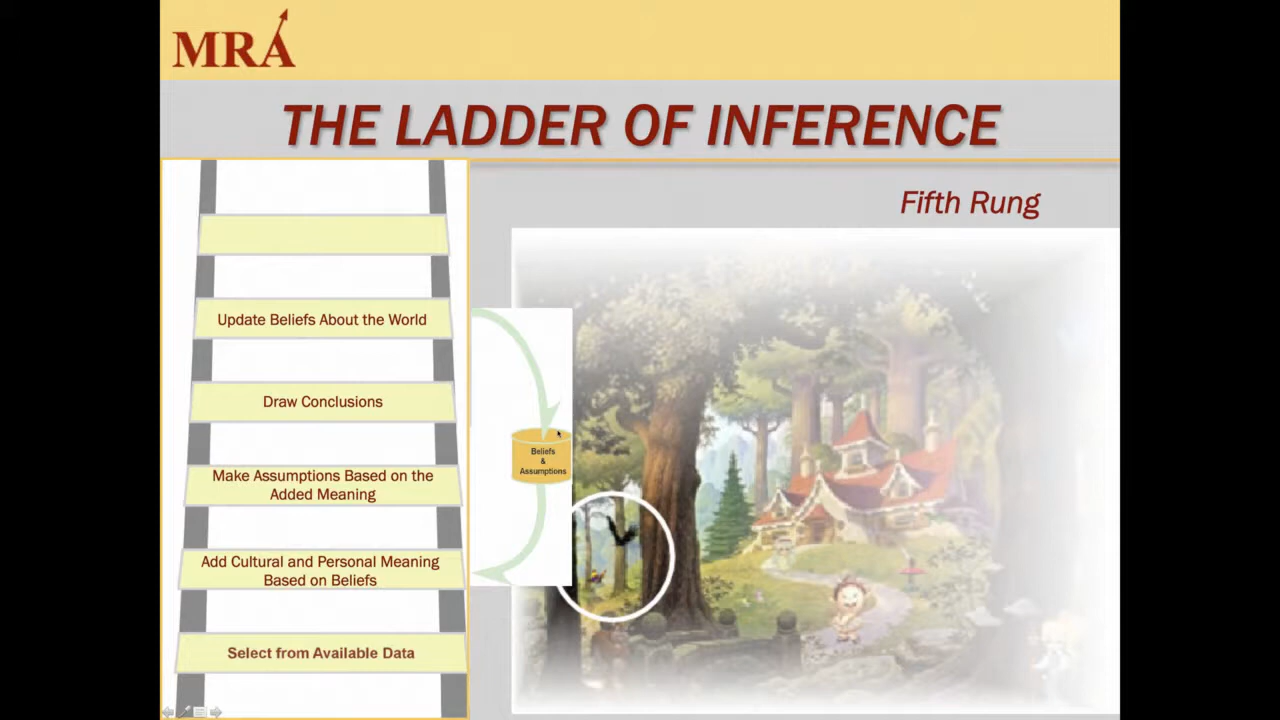 MRA
THE LADDER OF INFERENCE
Fifth Rung
Update Beliefs About the World
Draw Conclusions
Make Assumptions Based on the
Added Meaning
Add Cultural and Personal Meaning
Based on Beliefs
Select from Available Data
Beliefs
&
Assumptions